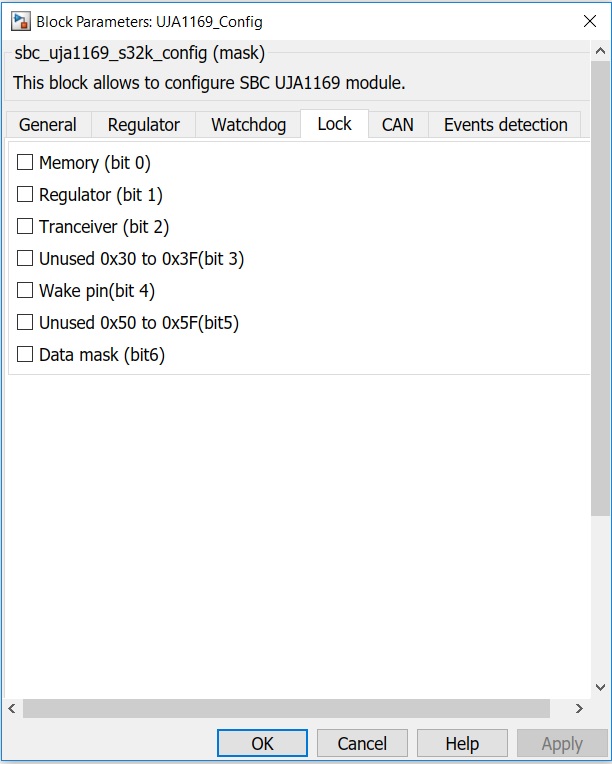 Block Parameters: UJA1169_Config
sbc_uja1169_s32k_config (mask)
This block allows to configure SBC UJA1169 module.
General Regulator Watchdog Lock CAN Events detection
Memory (bit 0)
Regulator (bit 1)
Tranceiver (bit 2)
Unused 0x30 to 0x3F(bit 3)
Wake pin(bit 4)
Unused 0x50 to 0x5F(bit5)
Data mask (bit6)
OK Cancel Help Apply